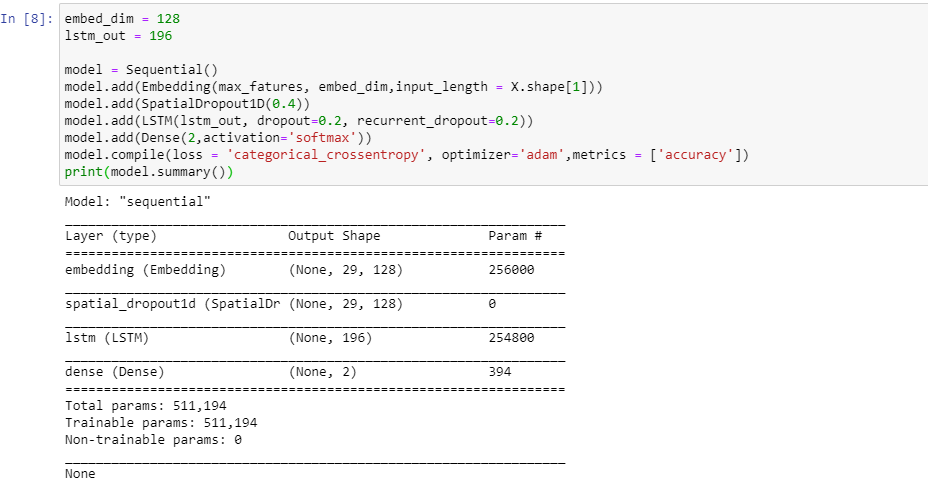 In [8]: embed_dim = 128
lstm_out = 196
model = Sequential()
model.add(Embedding(max_fatures, embed_dim,input_length = X.shape[1]))
model.add(SpatialDropout1D(0.4))
model.add(LSTM(lstm_out, dropout=0.2, recurrent_dropout=0.2))
model.add(Dense(2,activation='softmax'))
model.compile(loss = 'categorical_crossentropy', optimizer='adam',metrics = ['accuracy'])
print(model.summary())
Model: "sequential"
_________________________________________________________________
Layer (type)                 Output Shape              Param #
=================================================================
embedding (Embedding)        (None, 29, 128)           256000
_________________________________________________________________
spatial_dropout1d (SpatialDr (None, 29, 128)           0
_________________________________________________________________
lstm (LSTM)                  (None, 196)               254800
_________________________________________________________________
dense (Dense)                (None, 2)                 394
=================================================================
Total params: 511,194
Trainable params: 511,194
Non-trainable params: 0
_________________________________________________________________
None